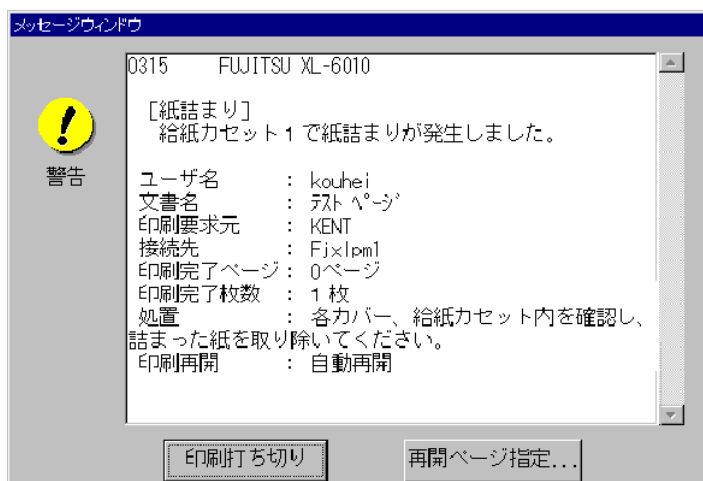 メッセージウィンドウ
0315 FUJITSU XL-6010
[紙詰まり]
給紙カセット1で紙詰まりが発生しました。
警告
ユーザ名 : kouhei
文書名 : ﾃｽﾄ ﾍﾟｰｼﾞ
印刷要求元 : KENT
接続先 : Fjxlpm1
印刷完了ページ : 0ページ
印刷完了枚数 : 1枚
処置 : 各カバー、給紙カセット内を確認し、
詰まった紙を取り除いてください。
印刷再開 : 自動再開
印刷打ち切り
再開ページ指定...